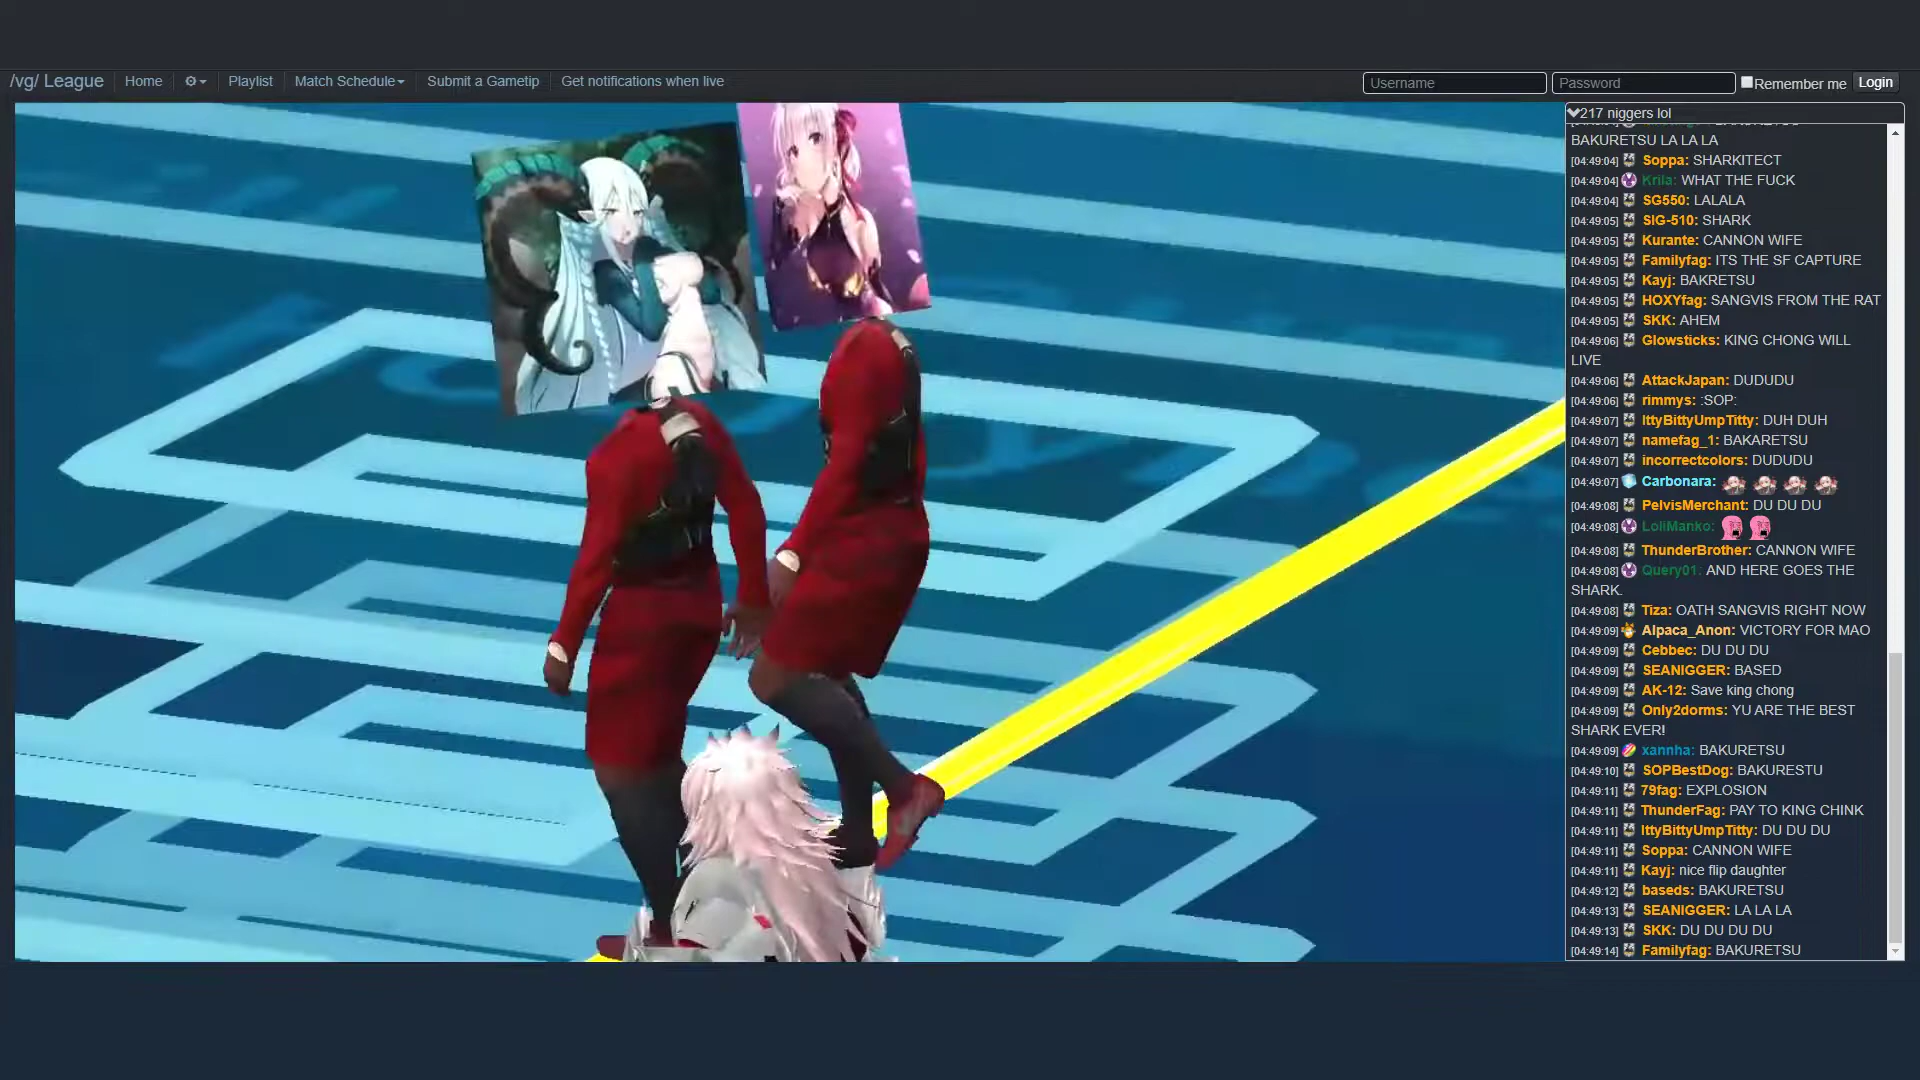 /vg/ League
Home
Playlist
Match Schedule
Submit a Gametip
Get notifications when live
Username
Password
Remember me
Login
217 niggers lol
BAKURETSU LA LA LA
[04:49:04] Soppa: SHARKITECT
[04:49:04] Krila: WHAT THE FUCK
[04:49:04] SG550: LALALA
[04:49:05] SIG-510: SHARK
[04:49:05] Kurante: CANNON WIFE
[04:49:05] Familyfag: ITS THE SF CAPTURE
[04:49:05] Kayj: BAKRETSU
[04:49:05] HOXYfag: SANGVIS FROM THE RAT
[04:49:05] SKK: AHEM
[04:49:06] Glowsticks: KING CHONG WILL
LIVE
[04:49:06] AttackJapan: DUDUDU
[04:49:06] rimmys: :SOP:
[04:49:07] IttyBittyUmpTitty: DUH DUH
[04:49:07] namefag_1: BAKARETSU
[04:49:07] incorrectcolors: DUDUDU
[04:49:07] Carbonara:
[04:49:08] PelvisMerchant: DU DU DU
[04:49:08] LoliManko:
[04:49:08] ThunderBrother: CANNON WIFE
[04:49:08] Query01: AND HERE GOES THE
SHARK.
[04:49:08] Tiza: OATH SANGVIS RIGHT NOW
[04:49:09] Alpaca_Anon: VICTORY FOR MAO
[04:49:09] Cebbec: DU DU DU
[04:49:09] SEANIGGER: BASED
[04:49:09] AK-12: Save king chong
[04:49:09] Only2dorms: YU ARE THE BEST
SHARK EVER!
[04:49:09] xannha: BAKURETSU
[04:49:10] SOPBestDog: BAKURESTU
[04:49:11] 79fag: EXPLOSION
[04:49:11] ThunderFag: PAY TO KING CHINK
[04:49:11] IttyBittyUmpTitty: DU DU DU
[04:49:11] Soppa: CANNON WIFE
[04:49:11] Kayj: nice flip daughter
[04:49:12] baseds: BAKURETSU
[04:49:13] SEANIGGER: LA LA LA
[04:49:13] SKK: DU DU DU DU
[04:49:14] Familyfag: BAKURETSU